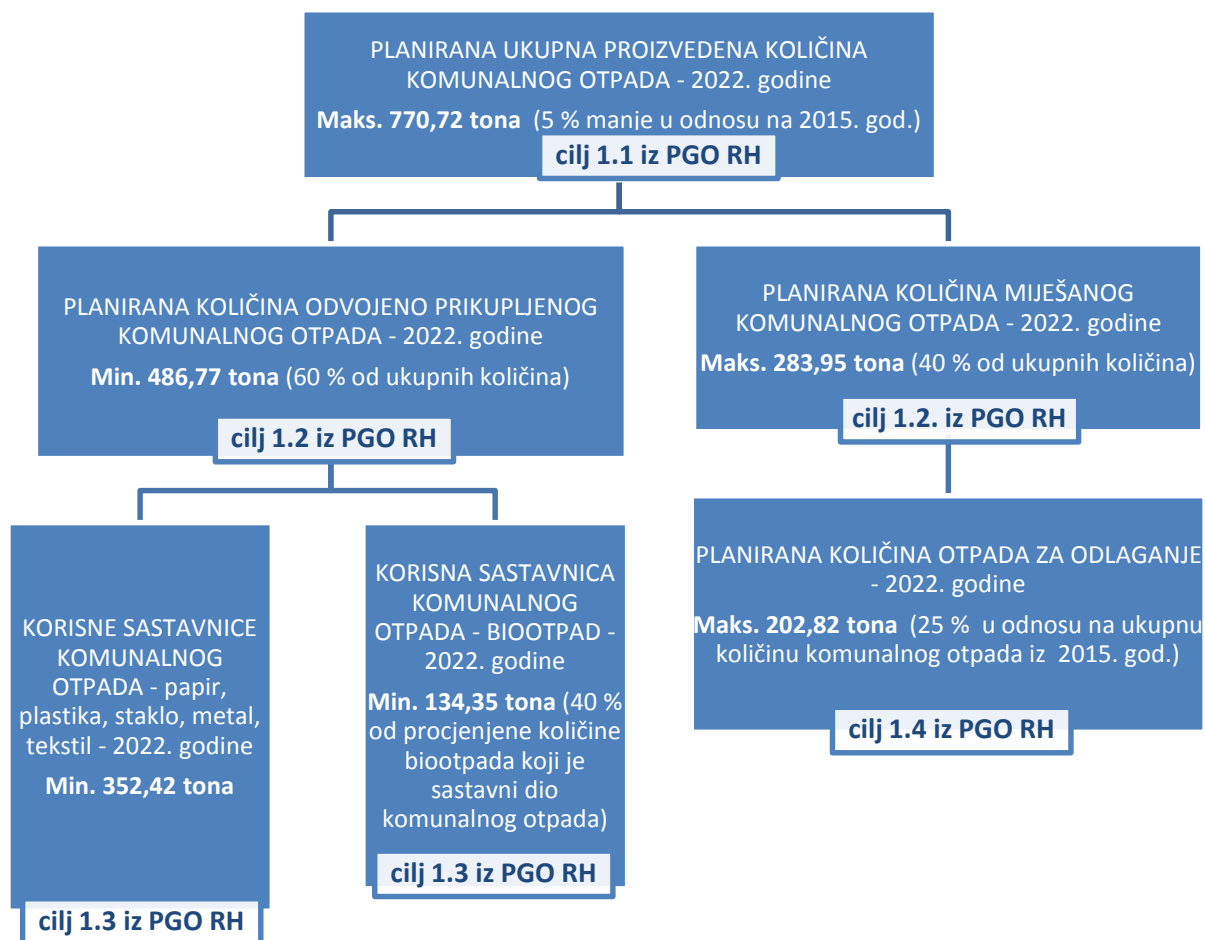 PLANIRANA UKUPNA PROIZVEDENA KOLIČINA
KOMUNALNOG OTPADA - 2022. godine
Maks. 770,72 tona (5 % manje u odnosu na 2015. god.)
cilj 1.1 iz PGO RH
PLANIRANA KOLIČINA ODVOJENO PRIKUPLJENOG
KOMUNALNOG OTPADA - 2022. godine
Min. 486,77 tona (60 % od ukupnih količina)
cilj 1.2 iz PGO RH
PLANIRANA KOLIČINA MIJEŠANOG
KOMUNALNOG OTPADA - 2022. godine
Maks. 283,95 tona (40 % od ukupnih količina)
cilj 1.2. iz PGO RH
KORISNE SASTAVNICE
KOMUNALNOG
OTPADA - papir,
plastika, staklo, metal,
tekstil - 2022. godine
Min. 352,42 tona
cilj 1.3 iz PGO RH
KORISNA SASTAVNICA
KOMUNALNOG
OTPADA - BIOOTPAD -
2022. godine
Min. 134,35 tona (40 %
od procjenjene količine
biootpada koji je
sastavni dio
komunalnog otpada)
cilj 1.3 iz PGO RH
PLANIRANA KOLIČINA OTPADA ZA ODLAGANJE
- 2022. godine
Maks. 202,82 tona (25 % u odnosu na ukupnu
količinu komunalnog otpada iz 2015. god.)
cilj 1.4 iz PGO RH